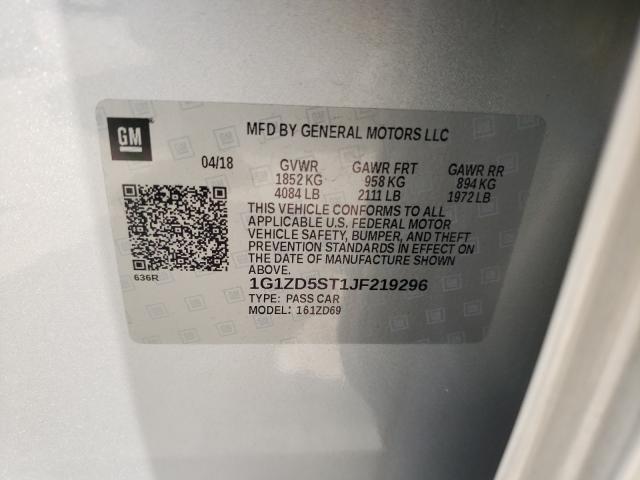 GM
MFD BY GENERAL MOTORS LLC
04/18 GVWR GAWR FRT GAWR RR
1852 KG 958 KG 894 KG
4084 LB 2111 LB 1972 LB
THIS VEHICLE CONFORMS TO ALL
APPLICABLE U.S. FEDERAL MOTOR
VEHICLE SAFETY, BUMPER, AND THEFT
PREVENTION STANDARDS IN EFFECT ON
THE DATE OF MANUFACTURE SHOWN
ABOVE.
636R
1G1ZD5ST1JF219296
TYPE: PASS CAR
MODEL: 161ZD69